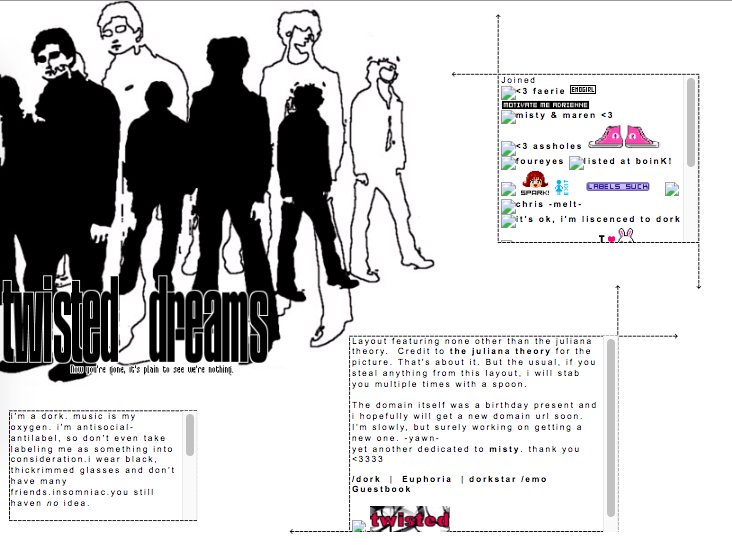 Joined
<3 faerie EMOGIRL
MOTIVATE ME ADRIENNE
misty & maren <3
<3 assholes
foureyes listed at boinK!
SPARK! EXIT LABELS SUCK
chris -melt-
it's ok, i'm liscenced to dork
I
twisted dreams
now you're gone, it's plain to see we're nothing.
Layout featuring none other than the juliana
theory. Credit to the juliana theory for the
picture. That's about it. But the usual, if you
steal anything from this layout, i will stab
you multiple times with a spoon.
The domain itself was a birthday present and
i hopefully will get a new domain url soon.
I'm slowly, but surely working on getting a
new one. -yawn-
yet another dedicated to misty. thank you
<3333
/dork | Euphoria | dorkstar /emo
Guestbook
twisted
i'm a dork. music is my
oxygen. i'm antisocial-
antilabel, so don't even take
labeling me as something into
consideration.i wear black,
thickrimmed glasses and don't
have many
friends.insomniac.you still
haven no idea.